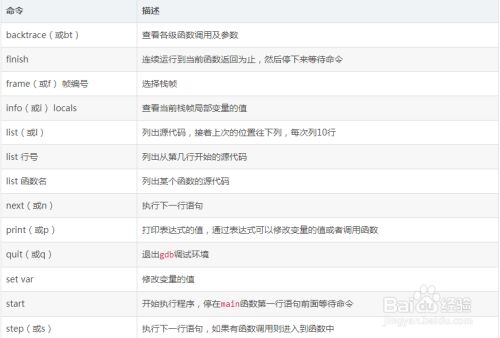 命令 描述
backtrace（或bt） 查看各级函数调用及参数
finish 连续运行到当前函数返回为止，然后停下来等待命令
frame（或f） 帧编号 选择栈帧
info（或i） locals 查看当前栈帧局部变量的值
list（或l） 列出源代码，接着上次的位置往下列，每次列10行
list 行号 列出从第几行开始的源代码
list 函数名 列出某个函数的源代码
next（或n） 执行下一行语句
print（或p） 打印表达式的值，通过表达式可以修改变量的值或者调用函数
quit（或q） 退出gdb调试环境
set var 修改变量的值
start 开始执行程序，停在main函数第一行语句前面等待命令
step（或s） 执行下一行语句，如果有函数调用则进入到函数中
Baidu经验
jingyan.baidu.com